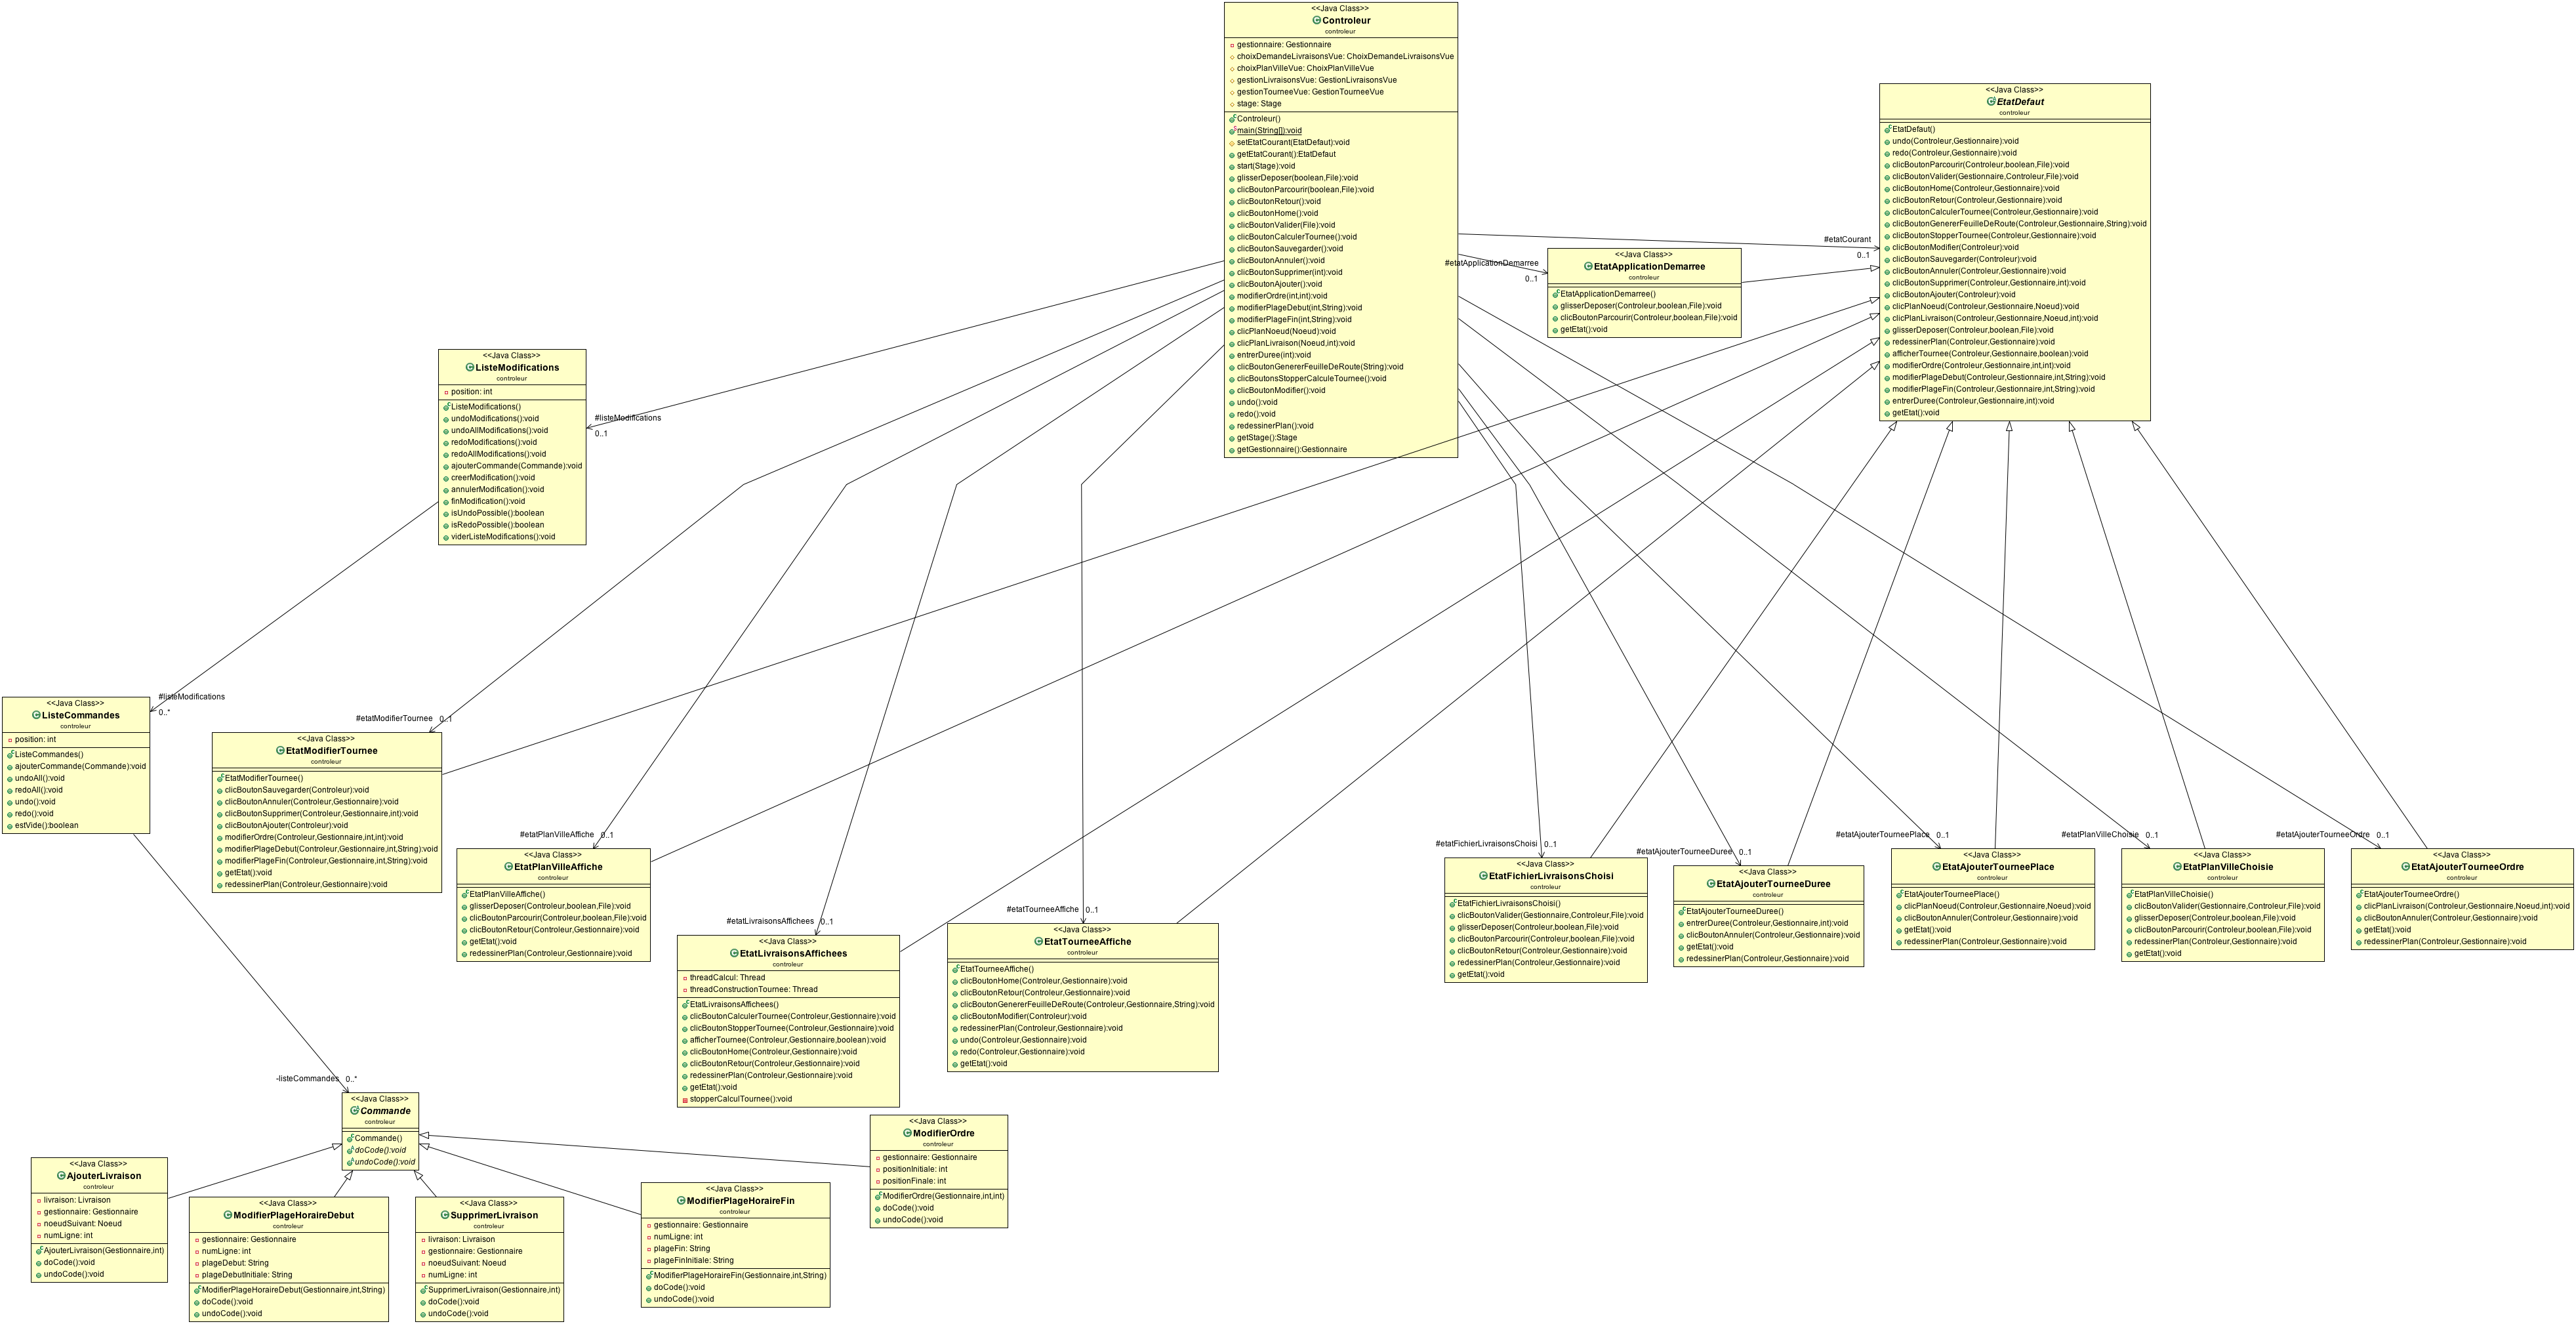 <<Java Class>>
Controleur
controleur
gestionnaire: Gestionnaire
choixDemandeLivraisonsVue: ChoixDemandeLivraisonsVue
choixPlanVilleVue: ChoixPlanVilleVue
gestionLivraisonsVue: GestionLivraisonsVue
gestionTourneeVue: GestionTourneeVue
stage: Stage
Controleur()
main(String[]):void
setEtatCourant(EtatDefaut):void
getEtatCourant():EtatDefaut
start(Stage):void
glisserDeposer(boolean,File):void
clicBoutonParcourir(boolean,File):void
clicBoutonRetour():void
clicBoutonHome():void
clicBoutonValider(File):void
clicBoutonCalculerTournee():void
clicBoutonSauvegarder():void
clicBoutonAnnuler():void
clicBoutonSupprimer(int):void
clicBoutonAjouter():void
modifierOrdre(int,int):void
modifierPlageDebut(int,String):void
modifierPlageFin(int,String):void
clicPlanNoeud(Noeud):void
clicPlanLivraison(Noeud,int):void
entrerDuree(int):void
clicBoutonGenererFeuilleDeRoute(String):void
clicBoutonsStopperCalculeTournee():void
clicBoutonModifier():void
undo():void
redo():void
redessinerPlan():void
getStage():Stage
getGestionnaire():Gestionnaire
<<Java Class>>
EtatDefaut
controleur
EtatDefaut()
undo(Controleur,Gestionnaire):void
redo(Controleur,Gestionnaire):void
clicBoutonParcourir(Controleur,boolean,File):void
clicBoutonValider(Gestionnaire,Controleur,File):void
clicBoutonHome(Controleur,Gestionnaire):void
clicBoutonRetour(Controleur,Gestionnaire):void
clicBoutonCalculerTournee(Controleur,Gestionnaire):void
clicBoutonGenererFeuilleDeRoute(Controleur,Gestionnaire,String):void
clicBoutonStopperTournee(Controleur,Gestionnaire):void
clicBoutonModifier(Controleur):void
clicBoutonSauvegarder(Controleur):void
clicBoutonAnnuler(Controleur,Gestionnaire):void
clicBoutonSupprimer(Controleur,Gestionnaire,int):void
clicBoutonAjouter(Controleur):void
clicPlanNoeud(Controleur,Gestionnaire,Noeud):void
clicPlanLivraison(Controleur,Gestionnaire,Noeud,int):void
glisserDeposer(Controleur,boolean,File):void
redessinerPlan(Controleur,Gestionnaire):void
afficherTournee(Controleur,Gestionnaire,boolean):void
modifierOrdre(Controleur,Gestionnaire,int,int):void
modifierPlageDebut(Controleur,Gestionnaire,int,String):void
modifierPlageFin(Controleur,Gestionnaire,int,String):void
entrerDuree(Controleur,Gestionnaire,int):void
getEtat():void
#etatCourant
0..1
#etatApplicationDemarree
0..1
<<Java Class>>
EtatApplicationDemarree
controleur
EtatApplicationDemarree()
glisserDeposer(Controleur,boolean,File):void
clicBoutonParcourir(Controleur,boolean,File):void
getEtat():void
<<Java Class>>
ListeModifications
controleur
position: int
ListeModifications()
undoModifications():void
undoAllModifications():void
redoModifications():void
redoAllModifications():void
ajouterCommande(Commande):void
creerModification():void
annulerModification():void
finModification():void
isUndoPossible():boolean
isRedoPossible():boolean
viderListeModifications():void
#listeModifications
0..1
#listeModifications
0..*
<<Java Class>>
ListeCommandes
controleur
position: int
ListeCommandes()
ajouterCommande(Commande):void
undoAll():void
redoAll():void
undo():void
redo():void
estVide():boolean
#etatModifierTournee 0..1
<<Java Class>>
EtatModifierTournee
controleur
EtatModifierTournee()
clicBoutonSauvegarder(Controleur):void
clicBoutonAnnuler(Controleur,Gestionnaire):void
clicBoutonSupprimer(Controleur,Gestionnaire,int):void
clicBoutonAjouter(Controleur):void
modifierOrdre(Controleur,Gestionnaire,int,int):void
modifierPlageDebut(Controleur,Gestionnaire,int,String):void
modifierPlageFin(Controleur,Gestionnaire,int,String):void
getEtat():void
redessinerPlan(Controleur,Gestionnaire):void
#etatPlanVilleAffiche 0..1
<<Java Class>>
EtatPlanVilleAffiche
controleur
EtatPlanVilleAffiche()
glisserDeposer(Controleur,boolean,File):void
clicBoutonParcourir(Controleur,boolean,File):void
clicBoutonRetour(Controleur,Gestionnaire):void
getEtat():void
redessinerPlan(Controleur,Gestionnaire):void
#etatLivraisonsAffichees 0..1
<<Java Class>>
EtatLivraisonsAffichees
controleur
threadCalcul: Thread
threadConstructionTournee: Thread
EtatLivraisonsAffichees()
clicBoutonCalculerTournee(Controleur,Gestionnaire):void
clicBoutonStopperTournee(Controleur,Gestionnaire):void
afficherTournee(Controleur,Gestionnaire,boolean):void
clicBoutonHome(Controleur,Gestionnaire):void
clicBoutonRetour(Controleur,Gestionnaire):void
redessinerPlan(Controleur,Gestionnaire):void
getEtat():void
stopperCalculTournee():void
#etatTourneeAffiche 0..1
<<Java Class>>
EtatTourneeAffiche
controleur
EtatTourneeAffiche()
clicBoutonHome(Controleur,Gestionnaire):void
clicBoutonRetour(Controleur,Gestionnaire):void
clicBoutonGenererFeuilleDeRoute(Controleur,Gestionnaire,String):void
clicBoutonModifier(Controleur):void
redessinerPlan(Controleur,Gestionnaire):void
undo(Controleur,Gestionnaire):void
redo(Controleur,Gestionnaire):void
getEtat():void
#etatFichierLivraisonsChoisi 0..1
<<Java Class>>
EtatFichierLivraisonsChoisi
controleur
EtatFichierLivraisonsChoisi()
clicBoutonValider(Gestionnaire,Controleur,File):void
glisserDeposer(Controleur,boolean,File):void
clicBoutonParcourir(Controleur,boolean,File):void
clicBoutonRetour(Controleur,Gestionnaire):void
redessinerPlan(Controleur,Gestionnaire):void
getEtat():void
#etatAjouterTourneeDuree 0..1
<<Java Class>>
EtatAjouterTourneeDuree
controleur
EtatAjouterTourneeDuree()
entrerDuree(Controleur,Gestionnaire,int):void
clicBoutonAnnuler(Controleur,Gestionnaire):void
getEtat():void
redessinerPlan(Controleur,Gestionnaire):void
#etatAjouterTourneePlace 0..1
<<Java Class>>
EtatAjouterTourneePlace
controleur
EtatAjouterTourneePlace()
clicPlanNoeud(Controleur,Gestionnaire,Noeud):void
clicBoutonAnnuler(Controleur,Gestionnaire):void
getEtat():void
redessinerPlan(Controleur,Gestionnaire):void
#etatPlanVilleChoisie 0..1
<<Java Class>>
EtatPlanVilleChoisie
controleur
EtatPlanVilleChoisie()
clicBoutonValider(Gestionnaire,Controleur,File):void
glisserDeposer(Controleur,boolean,File):void
clicBoutonParcourir(Controleur,boolean,File):void
redessinerPlan(Controleur,Gestionnaire):void
getEtat():void
#etatAjouterTourneeOrdre 0..1
<<Java Class>>
EtatAjouterTourneeOrdre
controleur
EtatAjouterTourneeOrdre()
clicPlanLivraison(Controleur,Gestionnaire,Noeud,int):void
clicBoutonAnnuler(Controleur,Gestionnaire):void
getEtat():void
redessinerPlan(Controleur,Gestionnaire):void
-listeCommandes 0..*
<<Java Class>>
Commande
controleur
Commande()
doCode():void
undoCode():void
<<Java Class>>
AjouterLivraison
controleur
livraison: Livraison
gestionnaire: Gestionnaire
noeudSuivant: Noeud
numLigne: int
AjouterLivraison(Gestionnaire,int)
doCode():void
undoCode():void
<<Java Class>>
ModifierPlageHoraireDebut
controleur
gestionnaire: Gestionnaire
numLigne: int
plageDebut: String
plageDebutInitiale: String
ModifierPlageHoraireDebut(Gestionnaire,int,String)
doCode():void
undoCode():void
<<Java Class>>
SupprimerLivraison
controleur
livraison: Livraison
gestionnaire: Gestionnaire
noeudSuivant: Noeud
numLigne: int
SupprimerLivraison(Gestionnaire,int)
doCode():void
undoCode():void
<<Java Class>>
ModifierPlageHoraireFin
controleur
gestionnaire: Gestionnaire
numLigne: int
plageFin: String
plageFinInitiale: String
ModifierPlageHoraireFin(Gestionnaire,int,String)
doCode():void
undoCode():void
<<Java Class>>
ModifierOrdre
controleur
gestionnaire: Gestionnaire
positionInitiale: int
positionFinale: int
ModifierOrdre(Gestionnaire,int,int)
doCode():void
undoCode():void